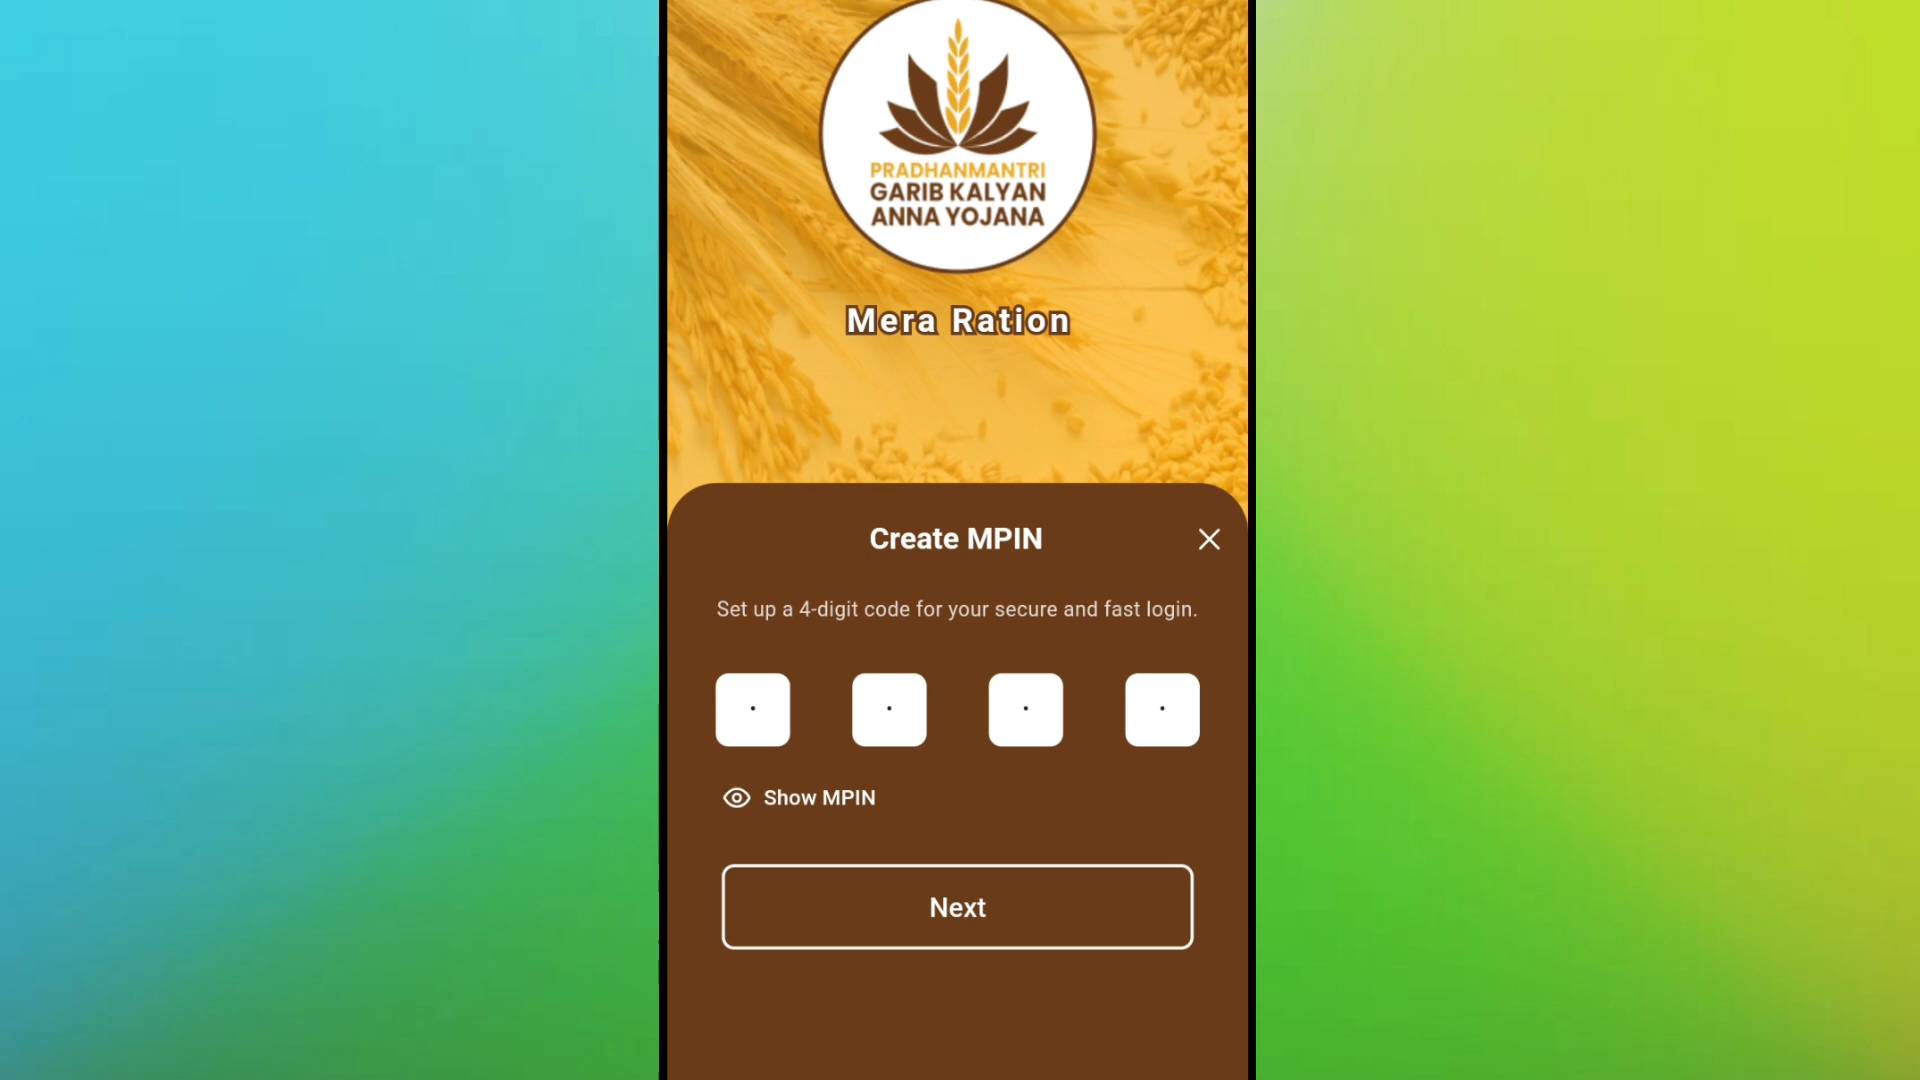 PRADHANMANTRI
GARIB KALYAN
ANNA YOJANA
Mera Ration
Create MPIN
Set up a 4-digit code for your secure and fast login.
Show MPIN
Next